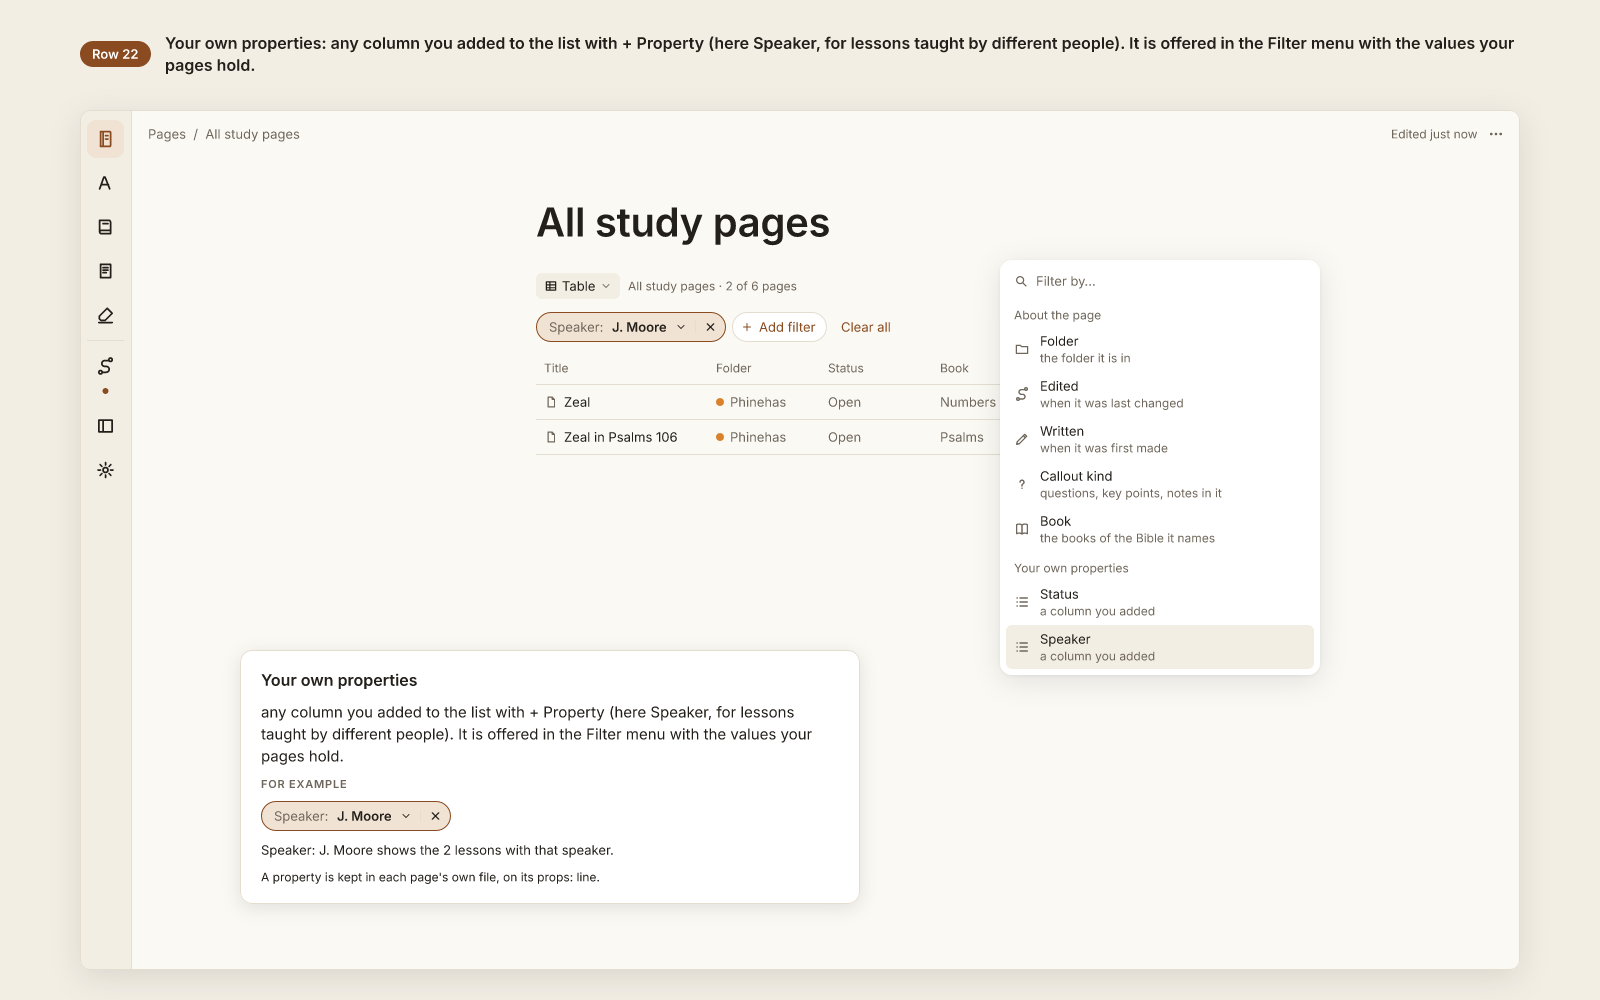 Row 22
Your own properties: any column you added to the list with + Property (here Speaker, for lessons taught by different people). It is offered in the Filter menu with the values your
pages hold.
Pages / All study pages
Edited just now
A
All study pages
Table
All study pages · 2 of 6 pages
Speaker: J. Moore
+ Add filter
Clear all
Title Folder Status Book
Zeal Phinehas Open Numbers
Zeal in Psalms 106 Phinehas Open Psalms
Filter by...
About the page
Folder
the folder it is in
Edited
when it was last changed
Written
when it was first made
Callout kind
questions, key points, notes in it
Book
the books of the Bible it names
Your own properties
Status
a column you added
Speaker
a column you added
Your own properties
any column you added to the list with + Property (here Speaker, for lessons
taught by different people). It is offered in the Filter menu with the values your
pages hold.
FOR EXAMPLE
Speaker: J. Moore
Speaker: J. Moore shows the 2 lessons with that speaker.
A property is kept in each page's own file, on its props: line.